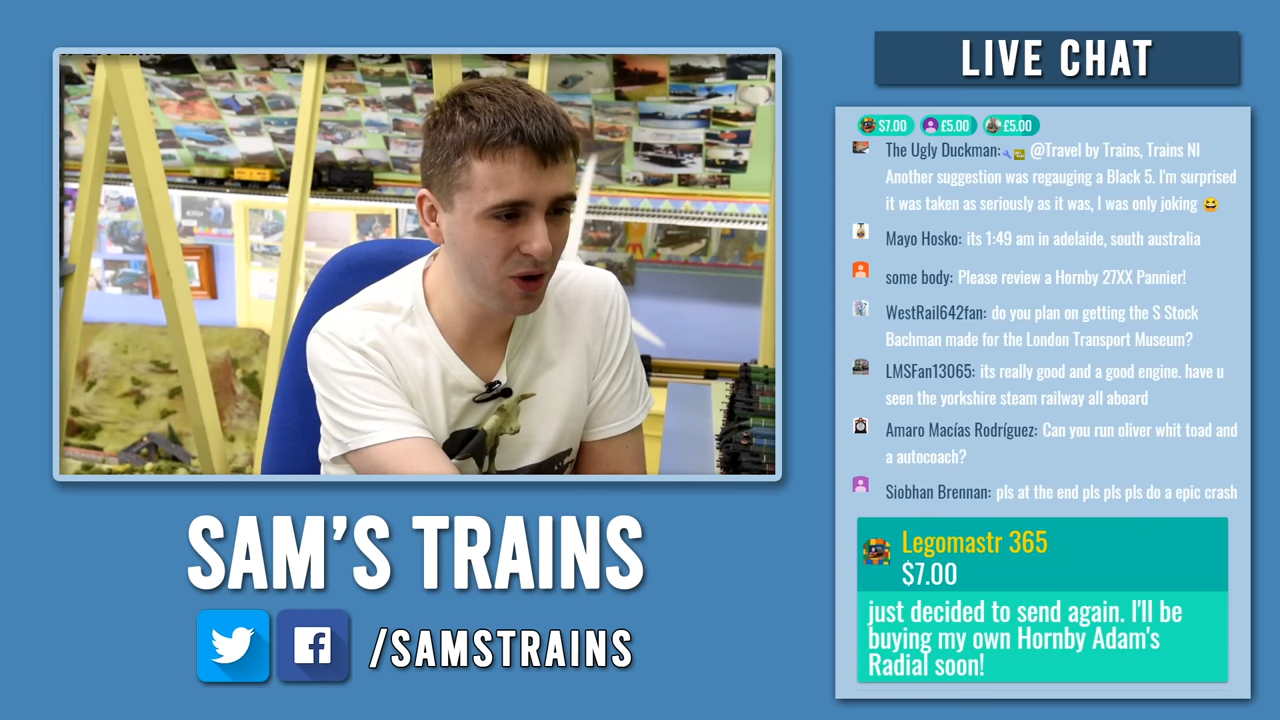 LIVE CHAT
$7.00 £5.00 £5.00
The Ugly Duckman: @Travel by Trains, Trains NI
Another suggestion was regauging a Black 5. I'm surprised
it was taken as seriously as it was, I was only joking
Mayo Hosko: its 1:49 am in adelaide, south australia
some body: Please review a Hornby 27XX Pannier!
WestRail642fan: do you plan on getting the S Stock
Bachman made for the London Transport Museum?
LMSFan13065: its really good and a good engine. have u
seen the yorkshire steam railway all aboard
Amaro Macías Rodríguez: Can you run oliver whit toad and
a autocoach?
Siobhan Brennan: pls at the end pls pls pls do a epic crash
Legomastr 365
$7.00
just decided to send again. I'll be
buying my own Hornby Adam's
Radial soon!
SAM'S TRAINS
/SAMSTRAINS